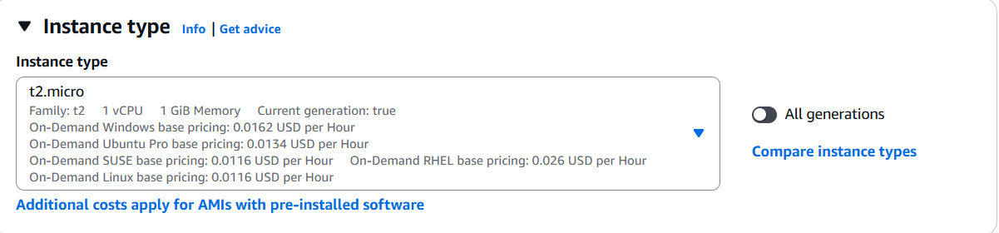 Instance type Info | Get advice
Instance type
t2.micro
Family: t2 1 vCPU 1 GiB Memory Current generation: true
On-Demand Windows base pricing: 0.0162 USD per Hour
On-Demand Ubuntu Pro base pricing: 0.0134 USD per Hour
On-Demand SUSE base pricing: 0.0116 USD per Hour On-Demand RHEL base pricing: 0.026 USD per Hour
On-Demand Linux base pricing: 0.0116 USD per Hour
All generations
Compare instance types
Additional costs apply for AMIs with pre-installed software